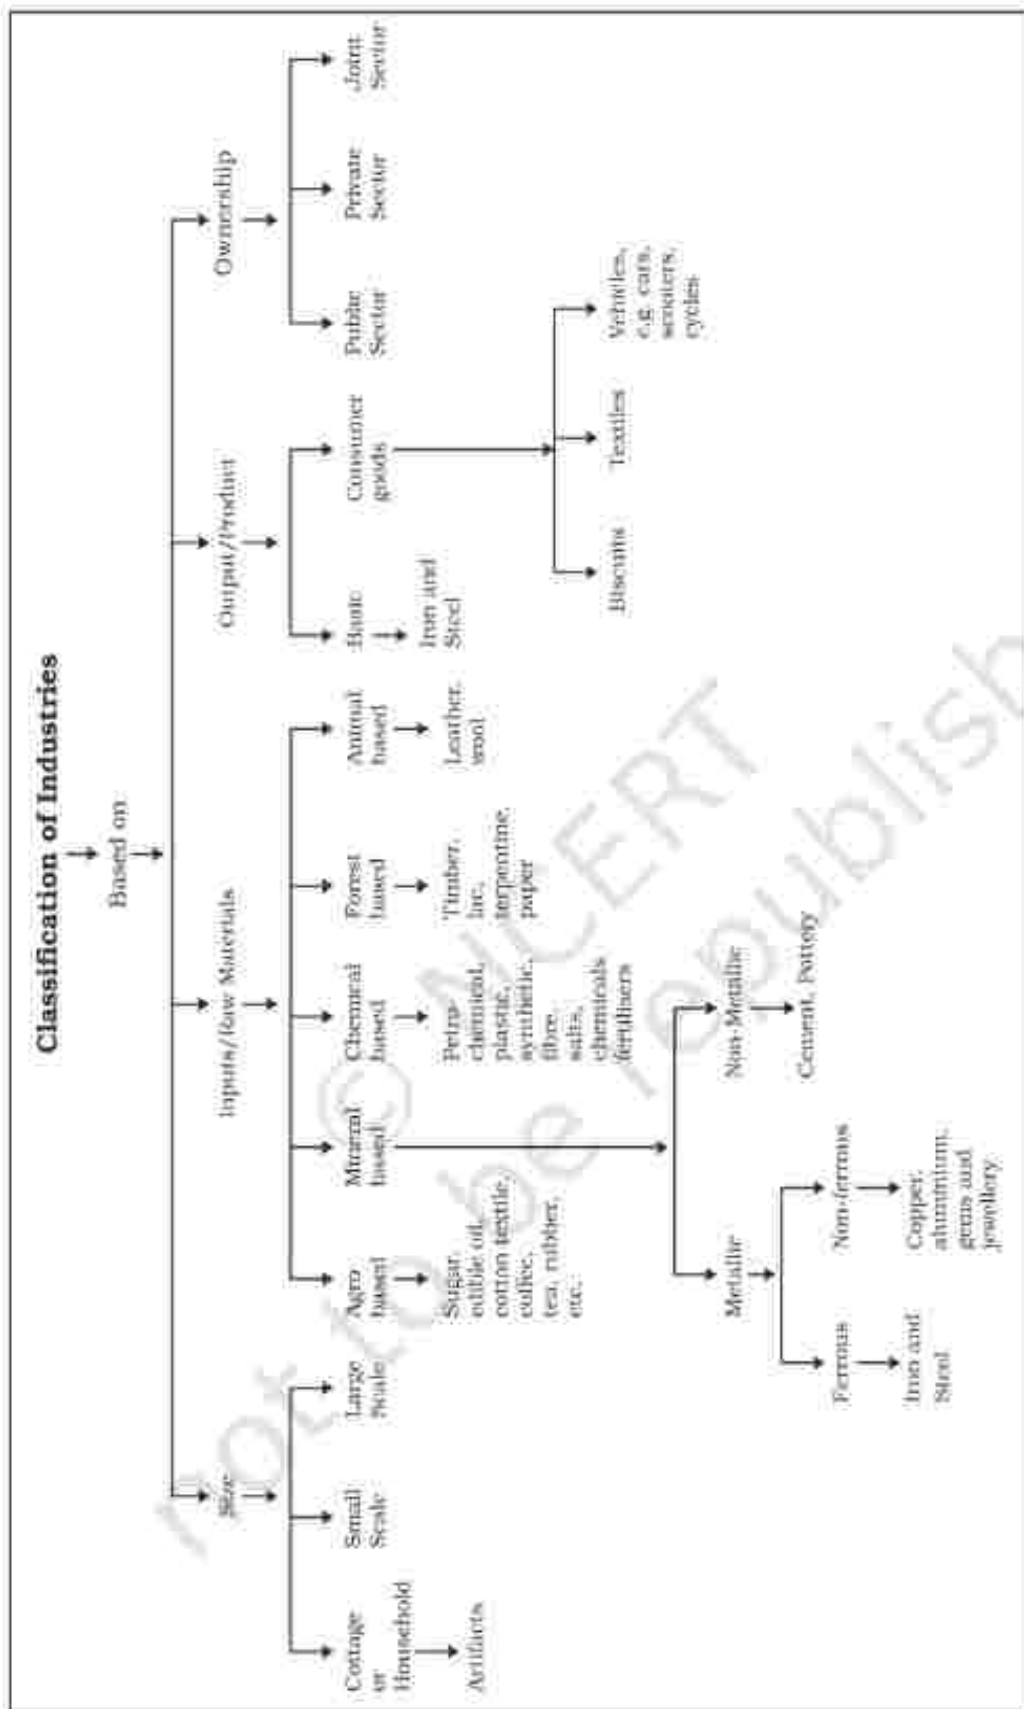 Classification of Industries
Based on
Size
Inputs/Raw Materials
Output/Product
Ownership
Cottage
or
Household
Artifacts
Small
Scale
Large
Scale
Agro
based
Sugar,
edible oil,
cotton textile,
coffee,
tea, rubber,
etc.
Mineral
based
Metallic
Ferrous
Iron and
Steel
Non-ferrous
Copper,
aluminium,
gems and
jewellery
Non-Metallic
Cement, Pottery
Chemical
based
Petro-
chemical,
plastic,
synthetic,
fibre,
salts,
chemicals
fertilisers
Forest
based
Timber,
lac,
terpentine,
paper
Animal
based
Leather,
wool
Basic
Iron and
Steel
Consumer
goods
Biscuits
Textiles
Vehicles,
e.g. cars,
scooters,
cycles
Public
Sector
Private
Sector
Joint
Sector
© NCERT
not to be republish